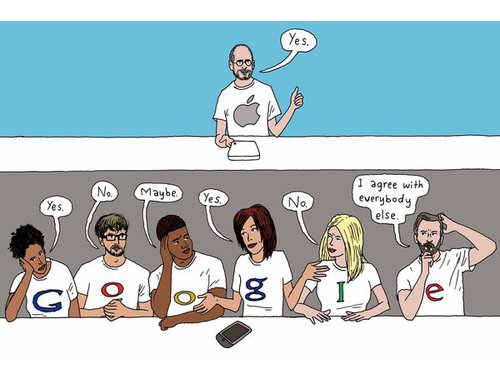 Yes.
Yes.
No.
Maybe.
Yes.
No.
I agree with
everybody
else.
G o o g l e